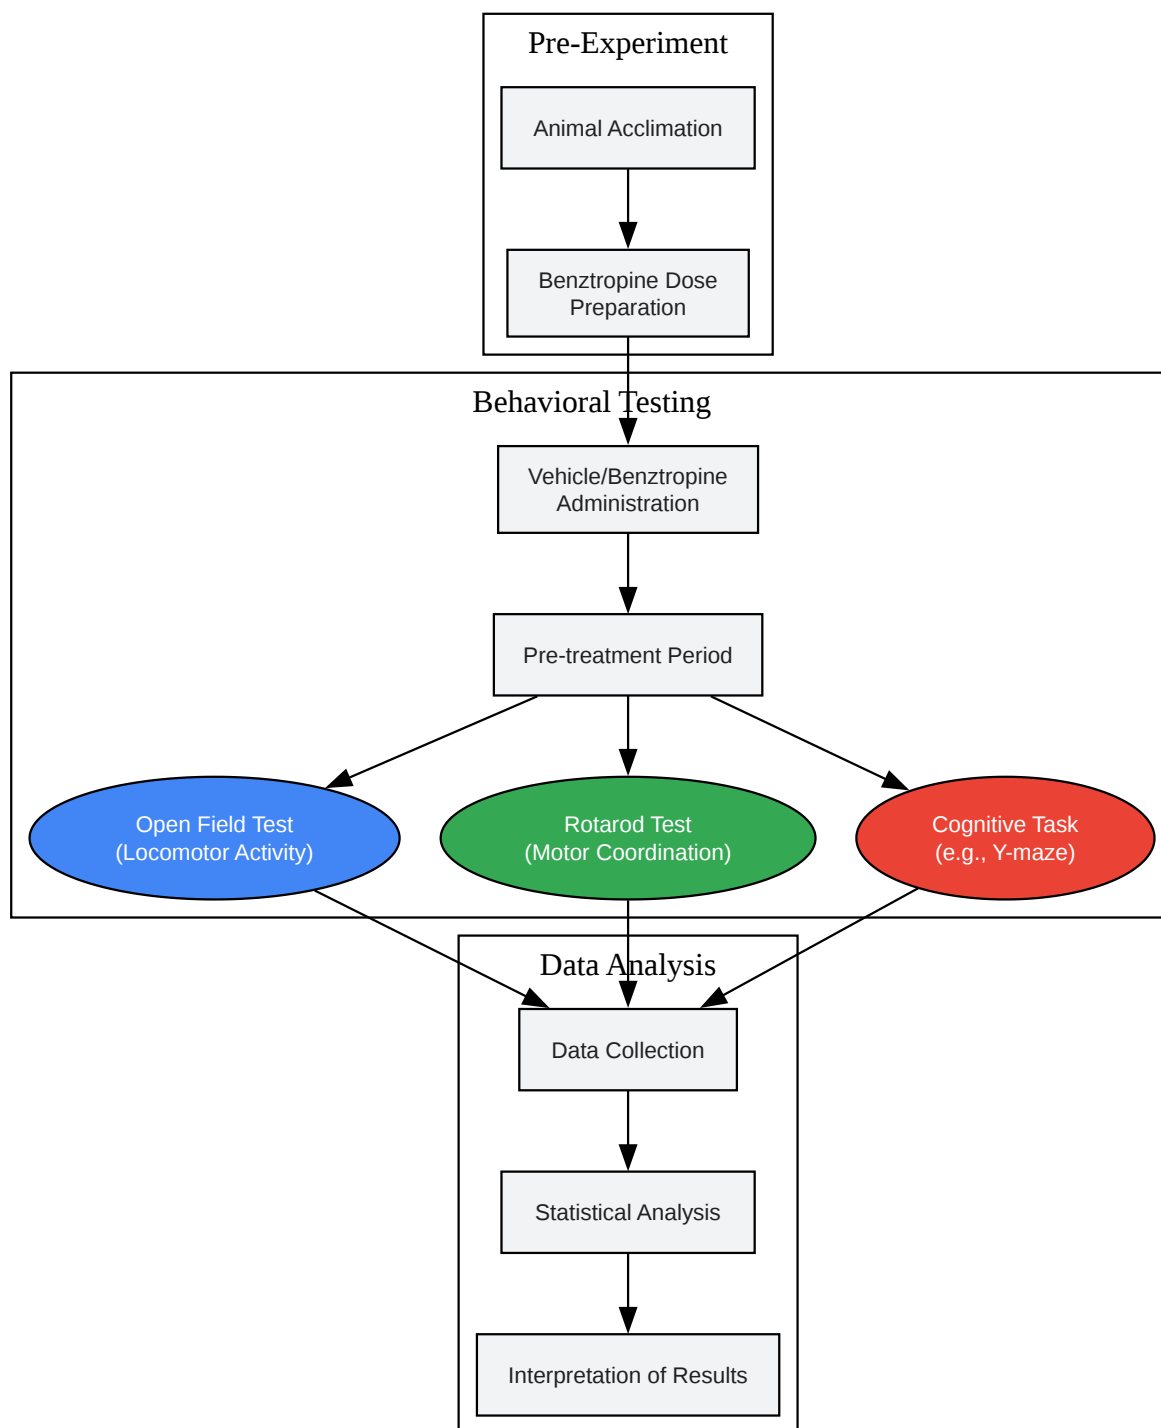 Pre-Experiment
Animal Acclimation
Benztropine Dose
Preparation
Behavioral Testing
Vehicle/Benztropine
Administration
Pre-treatment Period
Open Field Test
(Locomotor Activity)
Rotarod Test
(Motor Coordination)
Cognitive Task
(e.g., Y-maze)
Data Analysis
Data Collection
Statistical Analysis
Interpretation of Results